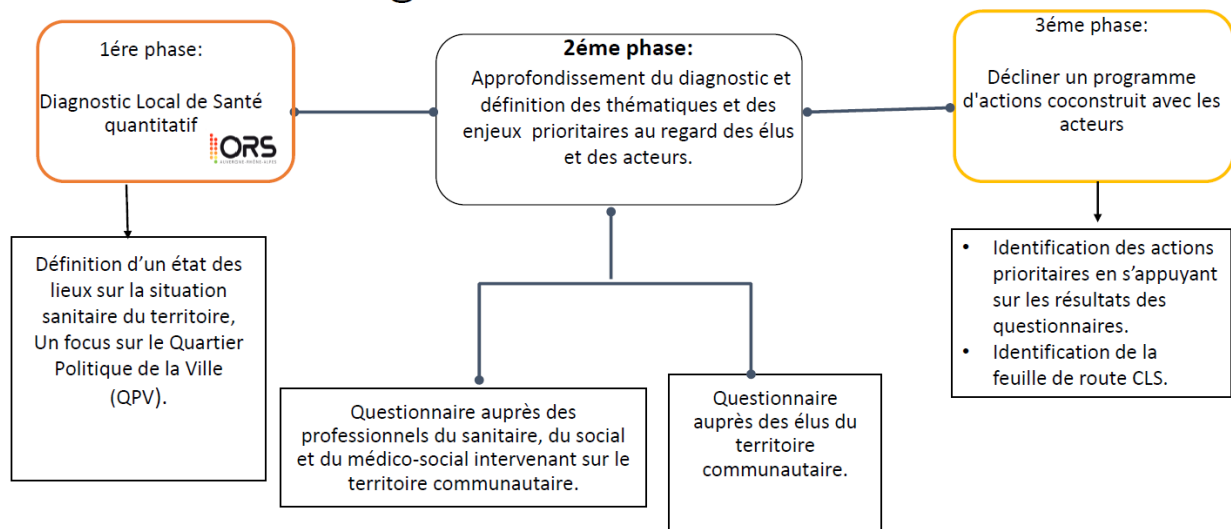 1ére phase:
Diagnostic Local de Santé
quantitatif
ORS
AUVERGNE-RHÔNE-ALPES
2éme phase:
Approfondissement du diagnostic et
définition des thématiques et des
enjeux prioritaires au regard des élus
et des acteurs.
3éme phase:
Décliner un programme
d'actions coconstruit avec les
acteurs
Définition d’un état des
lieux sur la situation
sanitaire du territoire,
Un focus sur le Quartier
Politique de la Ville
(QPV).
Questionnaire auprès des
professionnels du sanitaire, du social
et du médico-social intervenant sur le
territoire communautaire.
Questionnaire
auprès des élus du
territoire
communautaire.
• Identification des actions
prioritaires en s’appuyant
sur les résultats des
questionnaires.
• Identification de la
feuille de route CLS.